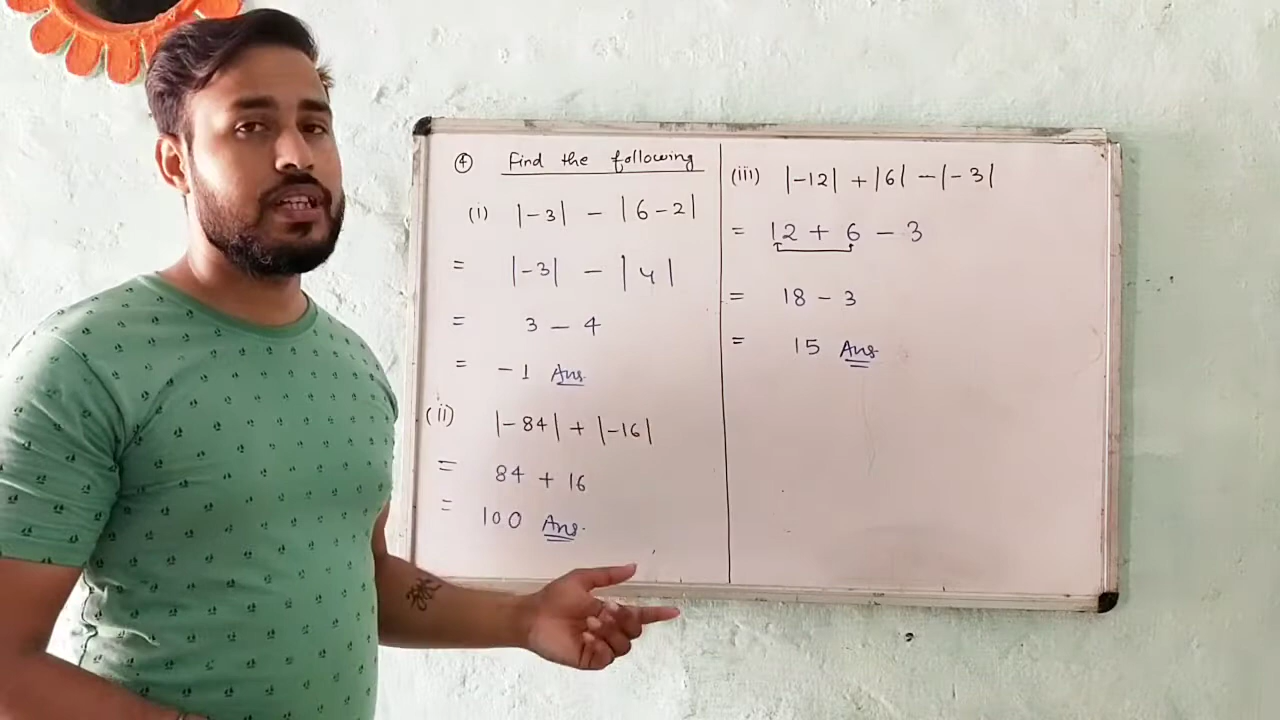 ④ Find the following
(i) |-3| - |6-2|
= |-3| - |4|
= 3 - 4
= -1 Ans
(ii) |-84| + |-16|
= 84 + 16
= 100 Ans.
(iii) |-12| + |6| - |-3|
= 12 + 6 - 3
= 18 - 3
= 15 Ans